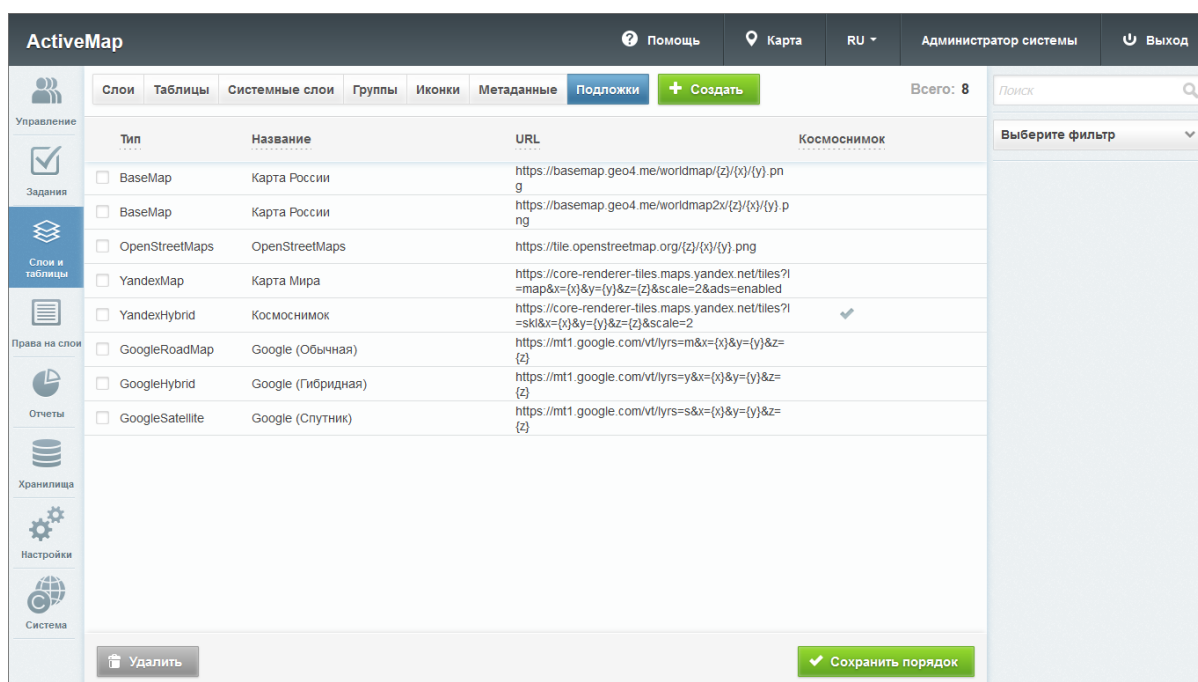 ActiveMap
Помощь
Карта
RU
Администратор системы
Выход
Управление
Задания
Слои и
таблицы
Права на слои
Отчеты
Хранилища
Настройки
Система
Слои
Таблицы
Системные слои
Группы
Иконки
Метаданные
Подложки
Создать
Всего: 8
Тип Название URL Космоснимок
BaseMap Карта России https://basemap.geo4.me/worldmap/{z}/{x}/{y}.pn
g
BaseMap Карта России https://basemap.geo4.me/worldmap2x/{z}/{x}/{y}.p
ng
OpenStreetMaps OpenStreetMaps https://tile.openstreetmap.org/{z}/{x}/{y}.png
YandexMap Карта Мира https://core-renderer-tiles.maps.yandex.net/tiles?l
=map&x={x}&y={y}&z={z}&scale=2&ads=enabled
YandexHybrid Космоснимок https://core-renderer-tiles.maps.yandex.net/tiles?l
=skl&x={x}&y={y}&z={z}&scale=2
GoogleRoadMap Google (Обычная) https://mt1.google.com/vt/lyrs=m&x={x}&y={y}&z=
{z}
GoogleHybrid Google (Гибридная) https://mt1.google.com/vt/lyrs=y&x={x}&y={y}&z=
{z}
GoogleSatellite Google (Спутник) https://mt1.google.com/vt/lyrs=s&x={x}&y={y}&z=
{z}
Удалить
Сохранить порядок
Поиск
Выберите фильтр